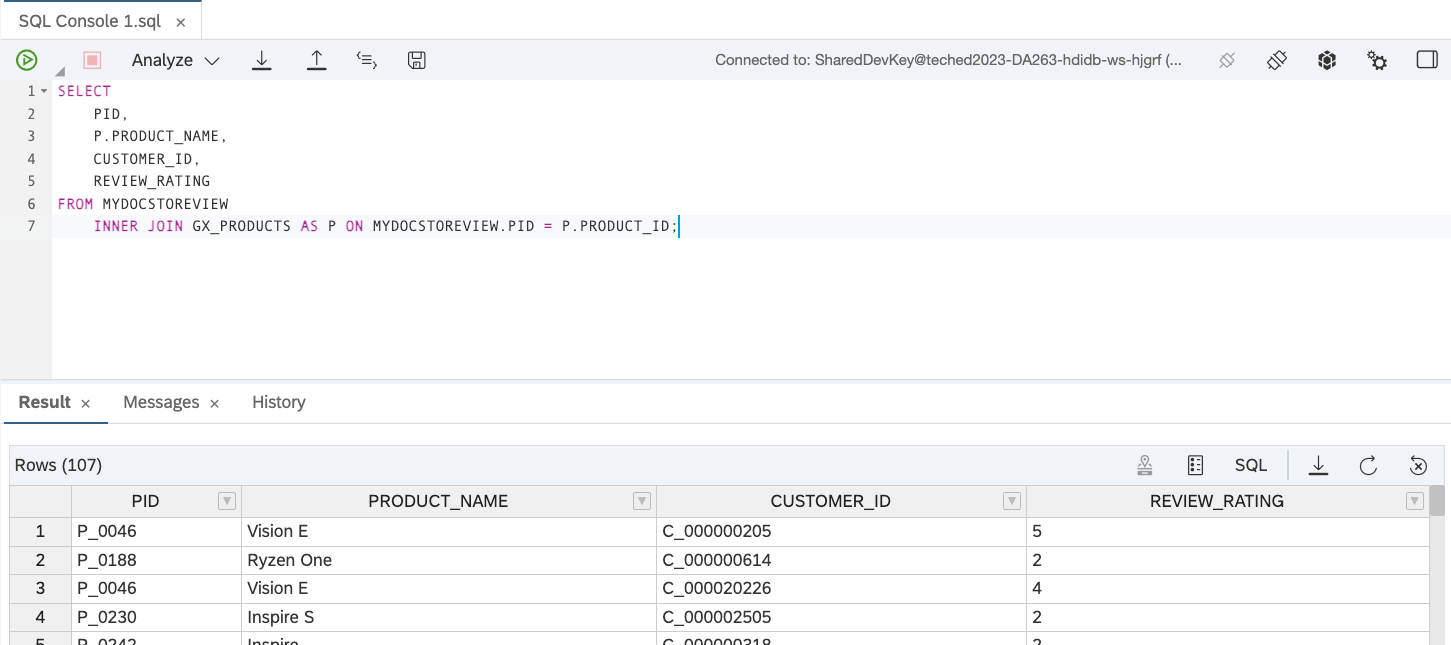 SQL Console 1.sql ×
Analyze Connected to: SharedDevKey@teched2023-DA263-hdidb-ws-hjgrf (...
1 SELECT
2 PID,
3 P.PRODUCT_NAME,
4 CUSTOMER_ID,
5 REVIEW_RATING
6 FROM MYDOCSTOREVIEW
7 INNER JOIN GX_PRODUCTS AS P ON MYDOCSTOREVIEW.PID = P.PRODUCT_ID;
Result × Messages × History
Rows (107) SQL
PID PRODUCT_NAME CUSTOMER_ID REVIEW_RATING
1 P_0046 Vision E C_000000205 5
2 P_0188 Ryzen One C_000000614 2
3 P_0046 Vision E C_000020226 4
4 P_0230 Inspire S C_000002505 2
5 P_0242 Inspire C_000000318 2